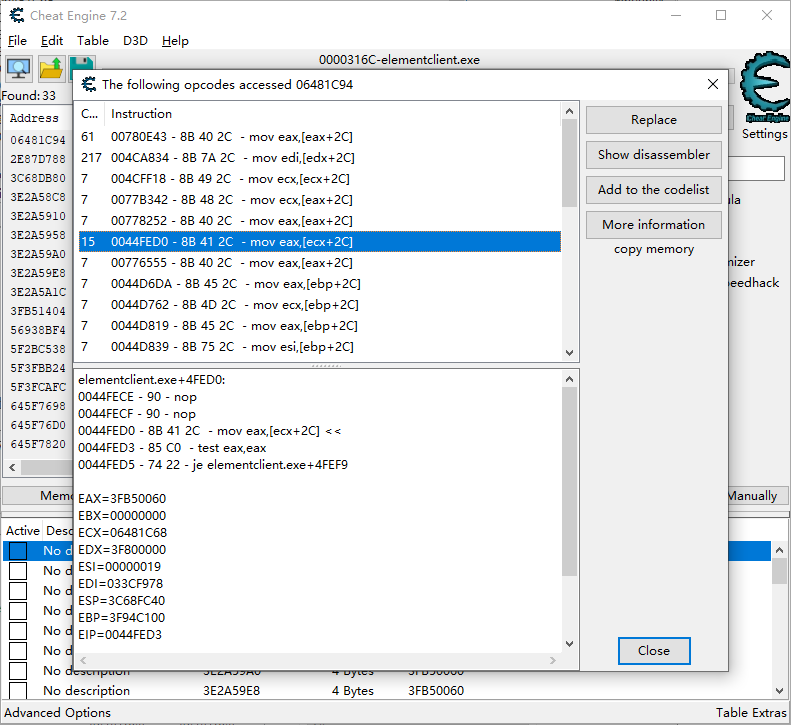 Cheat Engine 7.2
File Edit Table D3D Help
0000316C-elementclient.exe
Found: 33
Address
06481C94
2E87D788
3C68DB80
3E2A58C8
3E2A5910
3E2A5958
3E2A59A0
3E2A59E8
3E2A5A1C
3FB51404
56938BF4
5F2BC538
5F3FBB24
5F3FCAFC
645F7698
645F76D0
645F7820
Cheat Engine
Settings
The following opcodes accessed 06481C94
C... Instruction
61 00780E43 - 8B 40 2C - mov eax,[eax+2C]
217 004CA834 - 8B 7A 2C - mov edi,[edx+2C]
7 004CFF18 - 8B 49 2C - mov ecx,[ecx+2C]
7 0077B342 - 8B 48 2C - mov ecx,[eax+2C]
7 00778252 - 8B 40 2C - mov eax,[eax+2C]
15 0044FED0 - 8B 41 2C - mov eax,[ecx+2C]
7 00776555 - 8B 40 2C - mov eax,[eax+2C]
7 0044D6DA - 8B 45 2C - mov eax,[ebp+2C]
7 0044D762 - 8B 4D 2C - mov ecx,[ebp+2C]
7 0044D819 - 8B 45 2C - mov eax,[ebp+2C]
7 0044D839 - 8B 75 2C - mov esi,[ebp+2C]
Replace
Show disassembler
Add to the codelist
More information
copy memory
elementclient.exe+4FED0:
0044FECE - 90 - nop
0044FECF - 90 - nop
0044FED0 - 8B 41 2C - mov eax,[ecx+2C] <<
0044FED3 - 85 C0 - test eax,eax
0044FED5 - 74 22 - je elementclient.exe+4FEF9
EAX=3FB50060
EBX=00000000
ECX=06481C68
EDX=3F800000
ESI=00000019
EDI=033CF978
ESP=3C68FC40
EBP=3F94C100
EIP=0044FED3
Close
Manually
Active
No
No
No
No
No
No
No description 3E2A59A0 4 Bytes 3FB50060
No description 3E2A59E8 4 Bytes 3FB50060
Advanced Options
Table Extras